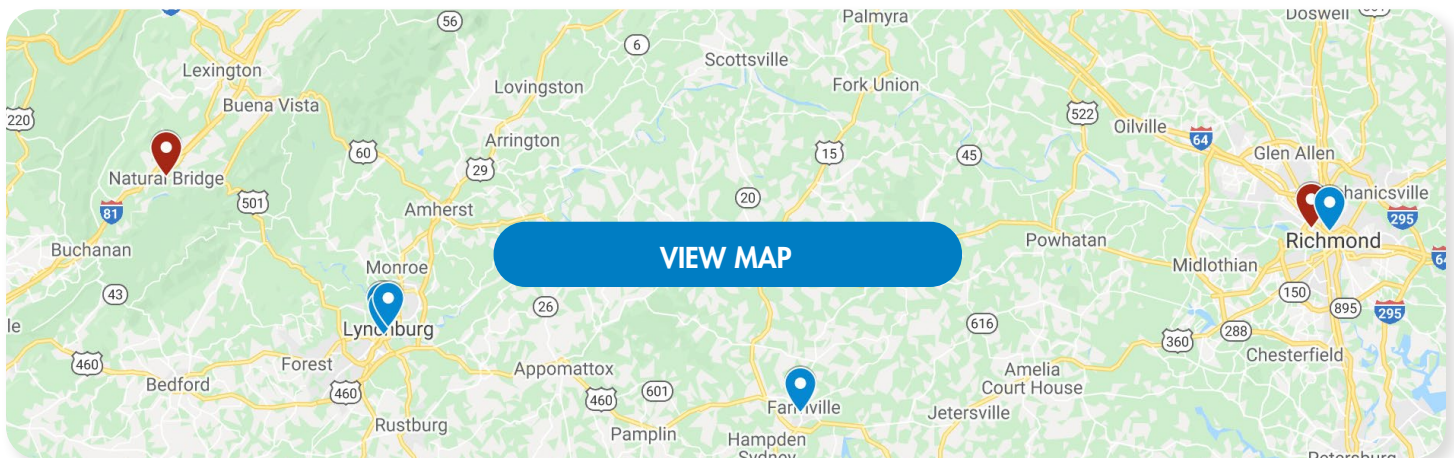 56
Palmyra
Doswell
6
Scottsville
Lexington
Lovingston
Fork Union
Buena Vista
220
522
Oilville
64
Arrington
60
29
15
45
Glen Allen
Natural Bridge
501
20
hanicsville
81
Amherst
295
Buchanan
Powhatan
Richmond
VIEW MAP
64
Monroe
Midlothian
43
26
150
895
295
le
Lynchburg
616
288
360
Chesterfield
460
Forest
Appomattox
Amelia
Court House
Bedford
460
601
460
Farmville
Jetersville
Rustburg
Pamplin
Hampden
Sydney
Petersburg